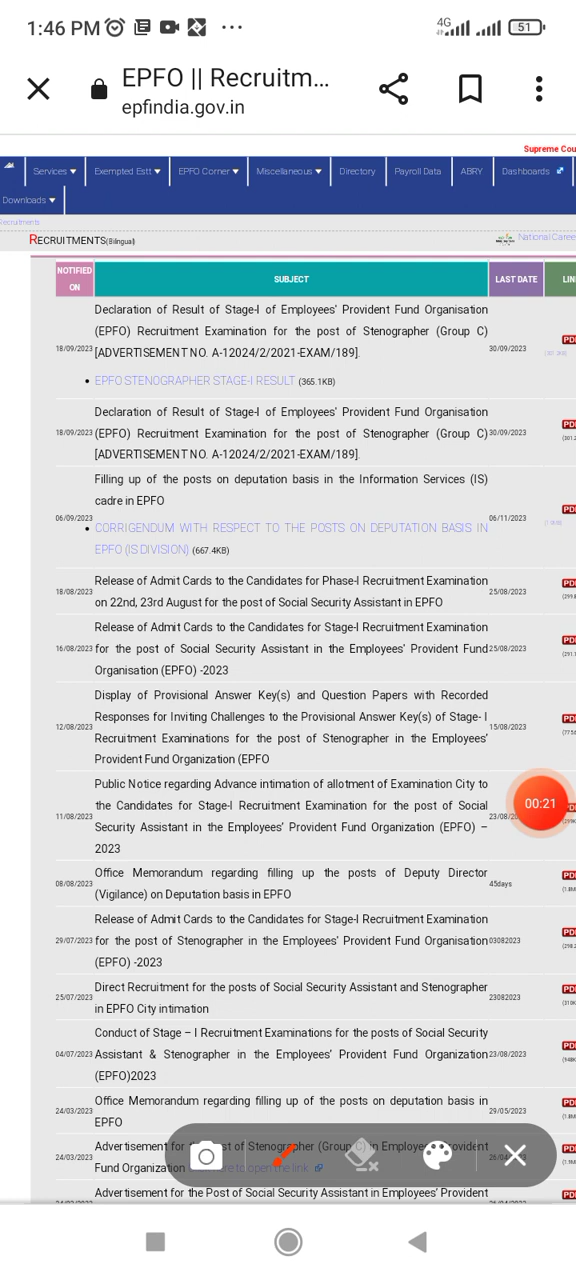 1:46 PM
4G
51
EPFO || Recruitm...
epfindia.gov.in
Supreme Cou
Services
Exempted Estt
EPFO Corner
Miscellaneous
Directory
Payroll Data
ABRY
Dashboards
Downloads
Recruitments
RECRUITMENTS(Bilingual)
National Caree
NOTIFIED ON
SUBJECT
LAST DATE
LIN
Declaration of Result of Stage-I of Employees' Provident Fund Organisation
(EPFO) Recruitment Examination for the post of Stenographer (Group C)
18/09/2023
30/09/2023
PDF
[ADVERTISEMENT NO. A-12024/2/2021-EXAM/189].
• EPFO STENOGRAPHER STAGE-I RESULT (365.1KB)
Declaration of Result of Stage-I of Employees' Provident Fund Organisation
18/09/2023
(EPFO) Recruitment Examination for the post of Stenographer (Group C)
30/09/2023
[ADVERTISEMENT NO. A-12024/2/2021-EXAM/189].
Filling up of the posts on deputation basis in the Information Services (IS)
cadre in EPFO
06/09/2023
06/11/2023
• CORRIGENDUM WITH RESPECT TO THE POSTS ON DEPUTATION BASIS IN
EPFO (IS DIVISION) (667.4KB)
Release of Admit Cards to the Candidates for Phase-I Recruitment Examination
18/08/2023
25/08/2023
on 22nd, 23rd August for the post of Social Security Assistant in EPFO
Release of Admit Cards to the Candidates for Stage-I Recruitment Examination
16/08/2023
for the post of Social Security Assistant in the Employees' Provident Fund
25/08/2023
Organisation (EPFO) -2023
Display of Provisional Answer Key(s) and Question Papers with Recorded
Responses for Inviting Challenges to the Provisional Answer Key(s) of Stage- I
12/08/2023
15/08/2023
Recruitment Examinations for the post of Stenographer in the Employees'
Provident Fund Organization (EPFO
Public Notice regarding Advance intimation of allotment of Examination City to
the Candidates for Stage-I Recruitment Examination for the post of Social
00:21
11/08/2023
23/08/20
Security Assistant in the Employees' Provident Fund Organization (EPFO) –
2023
Office Memorandum regarding filling up the posts of Deputy Director
08/08/2023
45days
(Vigilance) on Deputation basis in EPFO
Release of Admit Cards to the Candidates for Stage-I Recruitment Examination
29/07/2023
for the post of Stenographer in the Employees' Provident Fund Organisation
03082023
(EPFO) -2023
Direct Recruitment for the posts of Social Security Assistant and Stenographer
25/07/2023
23082023
in EPFO City intimation
Conduct of Stage – I Recruitment Examinations for the posts of Social Security
04/07/2023
Assistant & Stenographer in the Employees' Provident Fund Organization
23/08/2023
(EPFO)2023
Office Memorandum regarding filling up of the posts on deputation basis in
24/03/2023
29/05/2023
EPFO
Advertisement for the post of Stenographer (Group C) in Employees' Provident
24/03/2023
Fund Organization
to open the link
Advertisement for the Post of Social Security Assistant in Employees' Provident